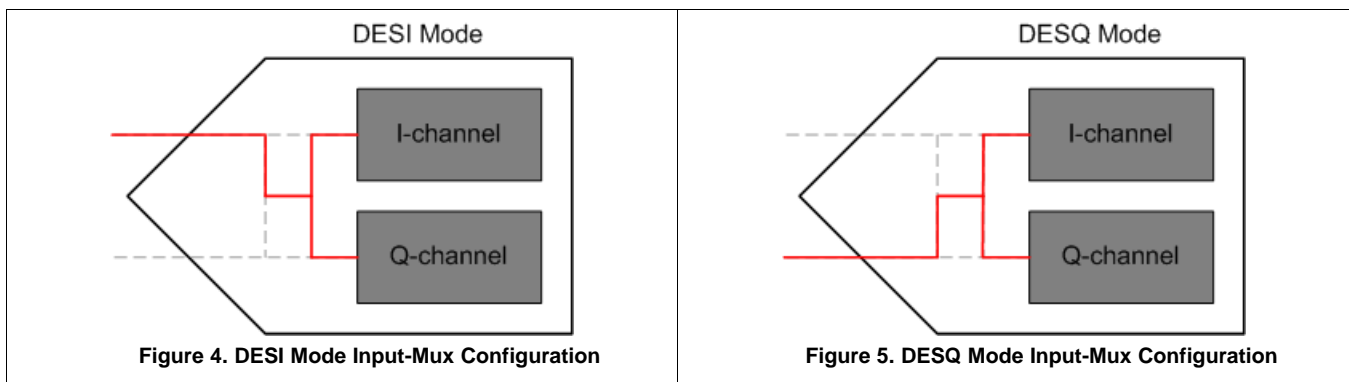 DESI Mode
I-channel
Q-channel
Figure 4. DESI Mode Input-Mux Configuration
DESQ Mode
I-channel
Q-channel
Figure 5. DESQ Mode Input-Mux Configuration